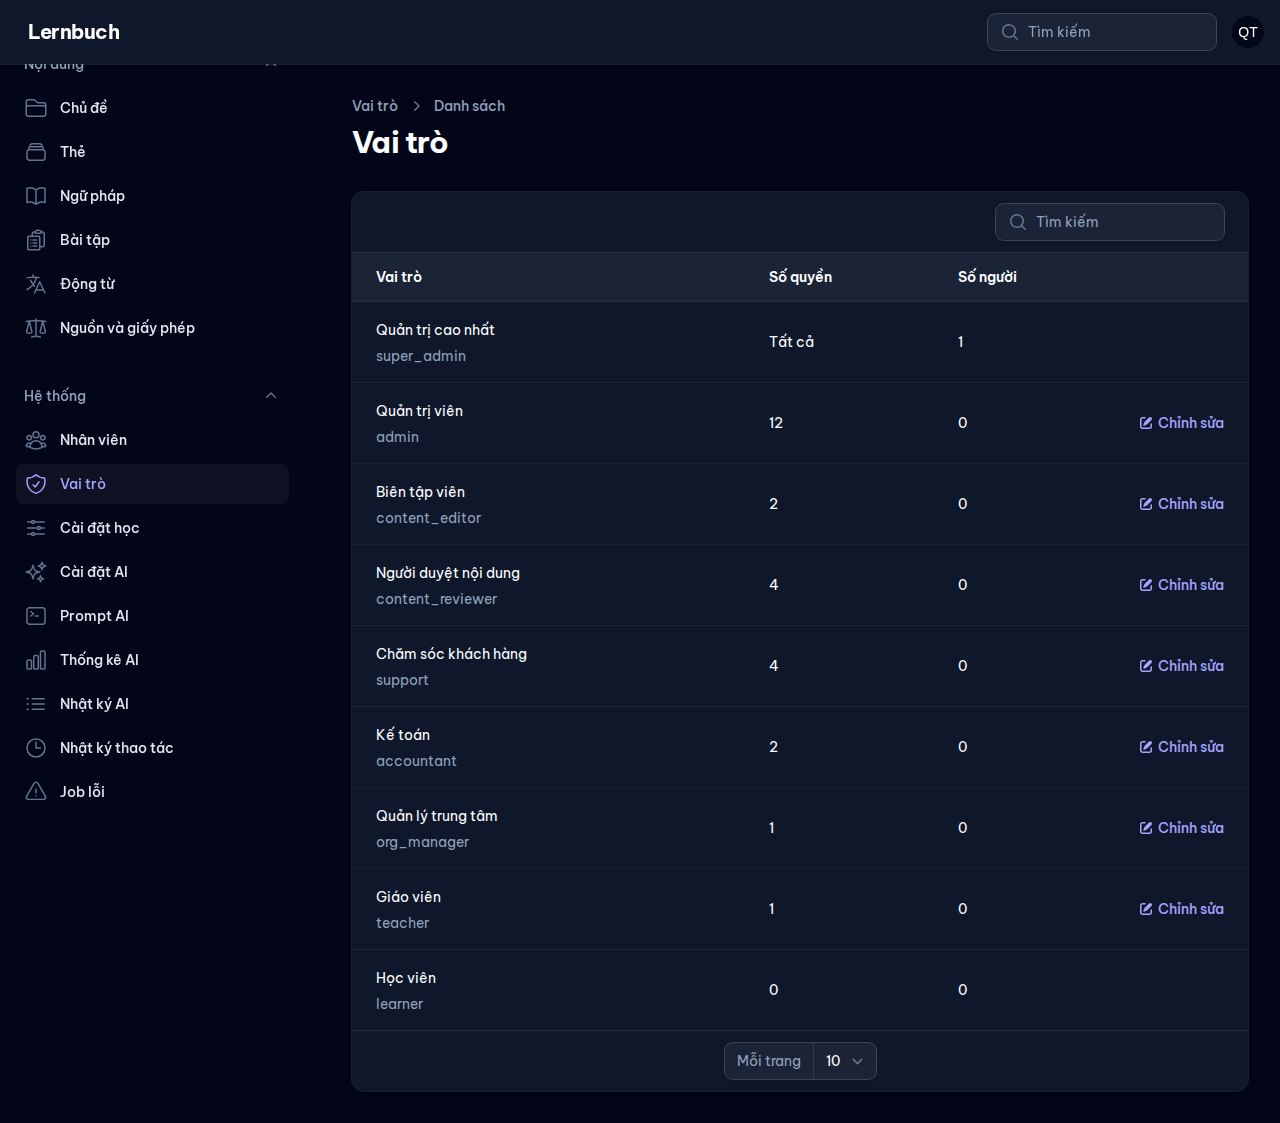 Lernbuch
Tìm kiếm
QT
Nội dung
Chủ đề
Thẻ
Ngữ pháp
Bài tập
Động từ
Nguồn và giấy phép
Hệ thống
Nhân viên
Vai trò
Cài đặt học
Cài đặt AI
Prompt AI
Thống kê AI
Nhật ký AI
Nhật ký thao tác
Job lỗi
Vai trò > Danh sách
Vai trò
Tìm kiếm
Vai trò Số quyền Số người
Quản trị cao nhất
super_admin
Tất cả 1
Quản trị viên
admin
12 0 Chỉnh sửa
Biên tập viên
content_editor
2 0 Chỉnh sửa
Người duyệt nội dung
content_reviewer
4 0 Chỉnh sửa
Chăm sóc khách hàng
support
4 0 Chỉnh sửa
Kế toán
accountant
2 0 Chỉnh sửa
Quản lý trung tâm
org_manager
1 0 Chỉnh sửa
Giáo viên
teacher
1 0 Chỉnh sửa
Học viên
learner
0 0
Mỗi trang 10